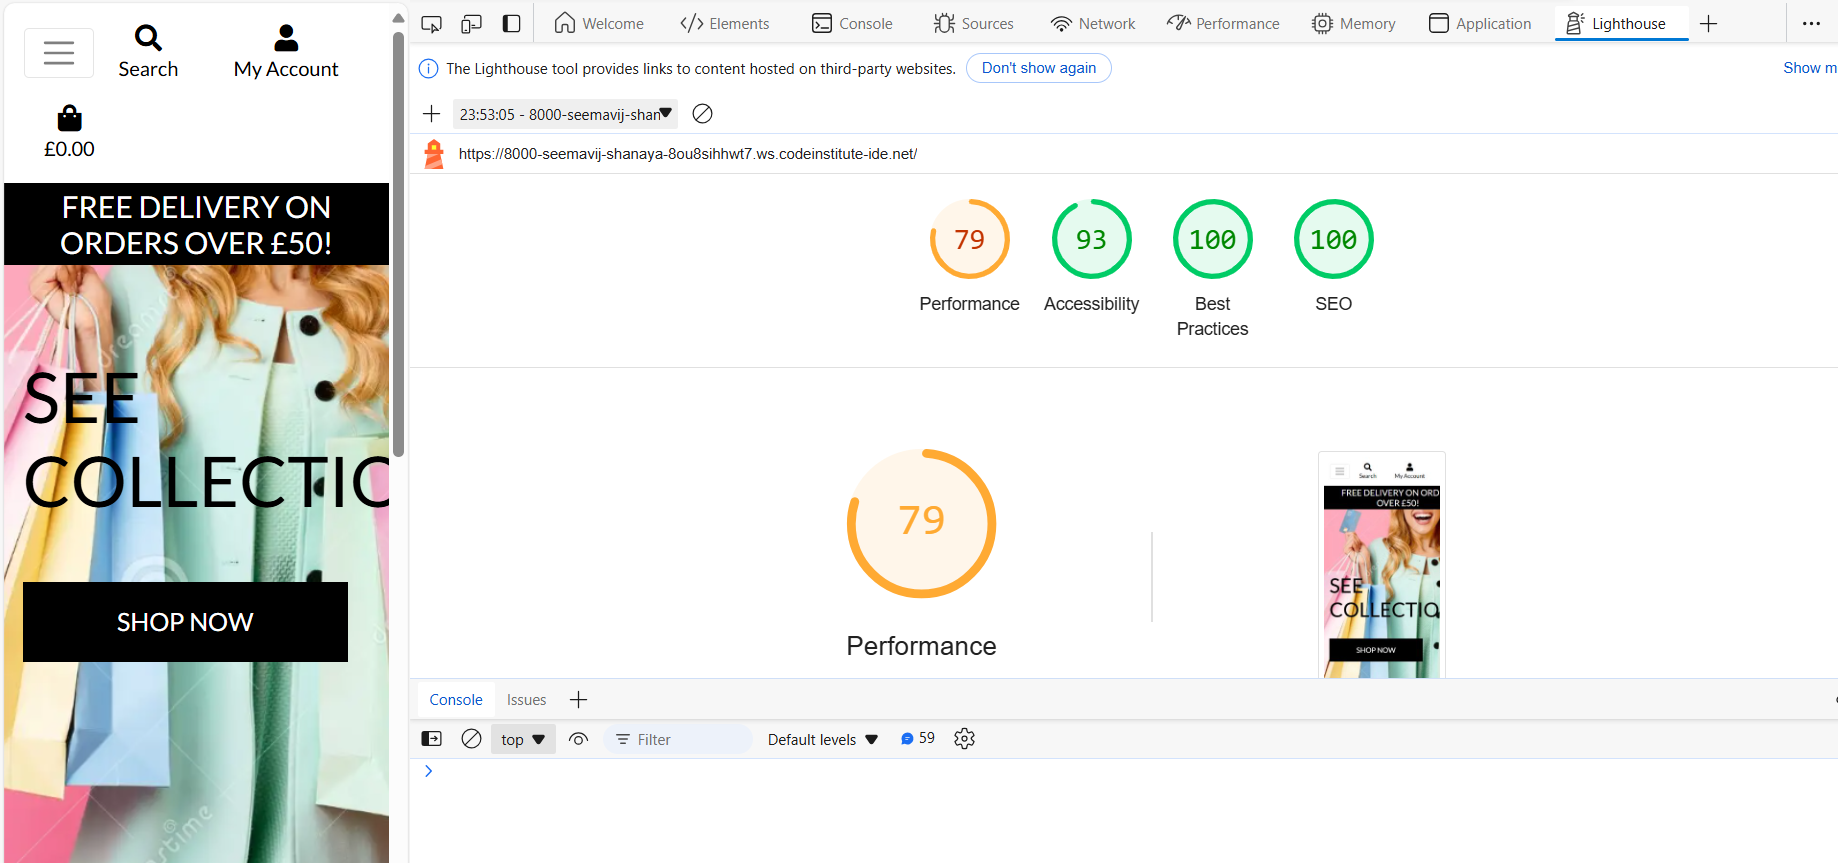 Search
My Account
£0.00
FREE DELIVERY ON
ORDERS OVER £50!
SEE
COLLECTIO
SHOP NOW
Welcome
Elements
Console
Sources
Network
Performance
Memory
Application
Lighthouse
The Lighthouse tool provides links to content hosted on third-party websites.
Don't show again
Show m
23:53:05 - 8000-seemavij-shan
https://8000-seemavij-shanaya-8ou8sihhwt7.ws.codeinstitute-ide.net/
79
Performance
93
Accessibility
100
Best
Practices
100
SEO
79
Performance
Search
My Account
FREE DELIVERY ON ORD
OVER £50!
SEE
COLLECTIO
SHOP NOW
Console
Issues
top
Filter
Default levels
59